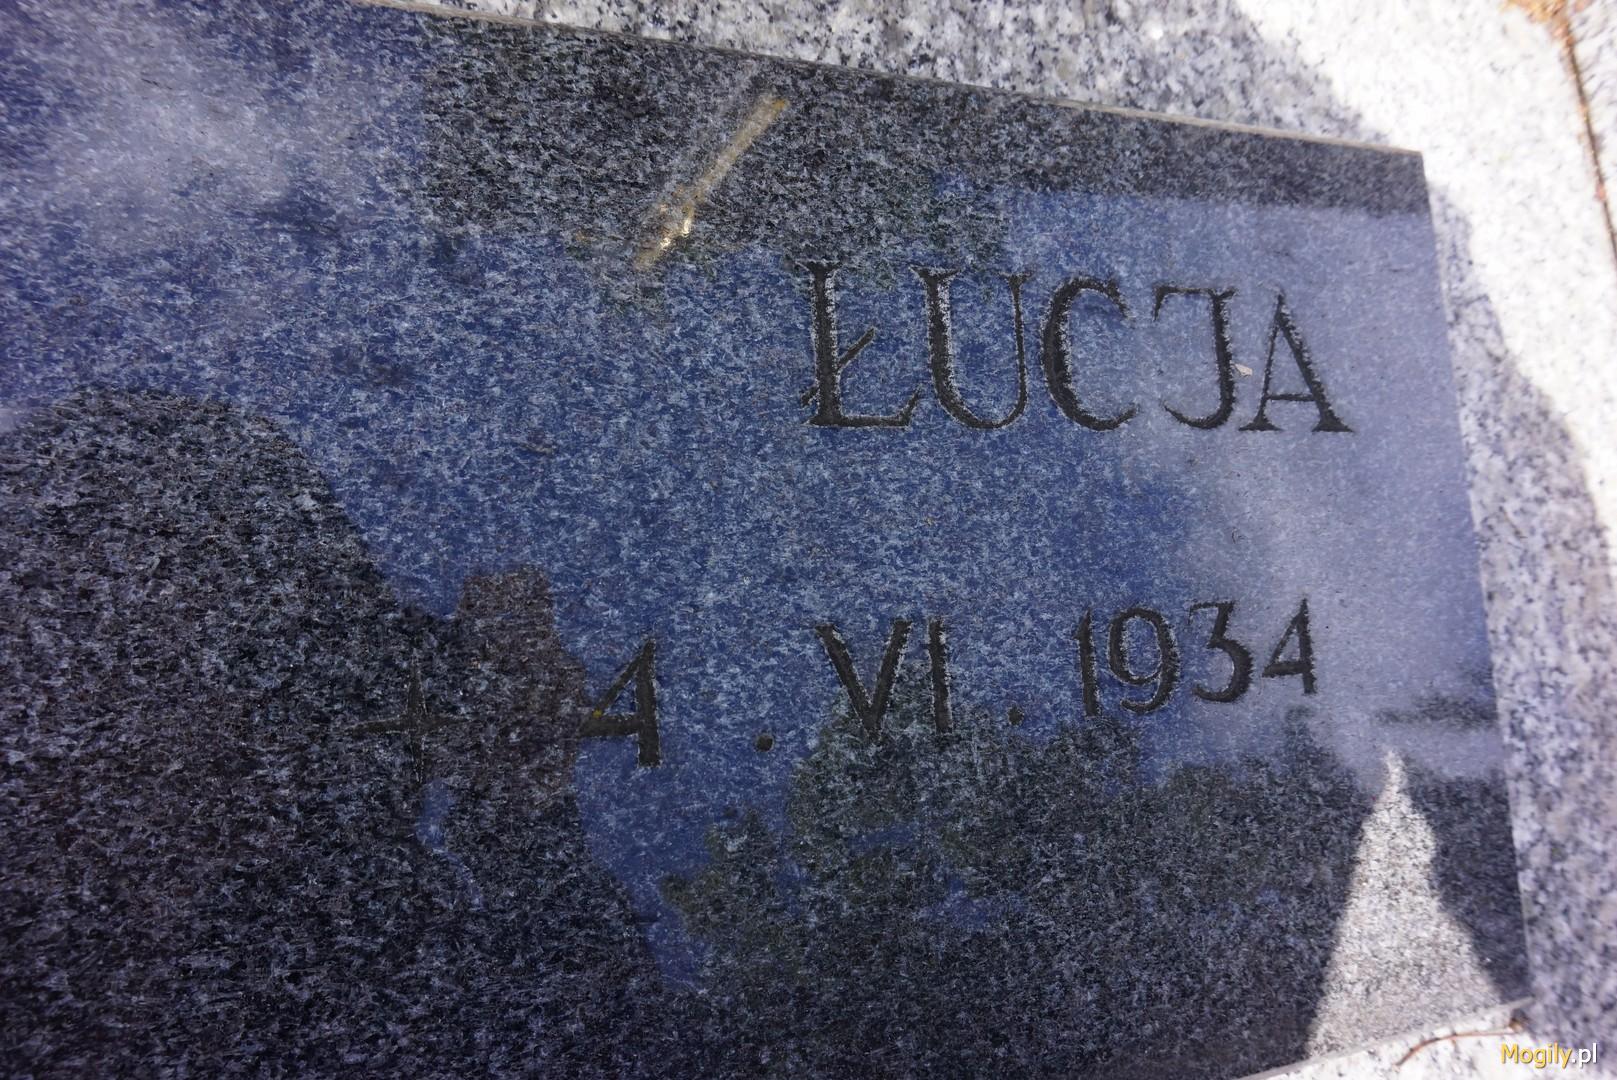 ŁUCJA
+ 4 . VI . 1934
Mogily.pl